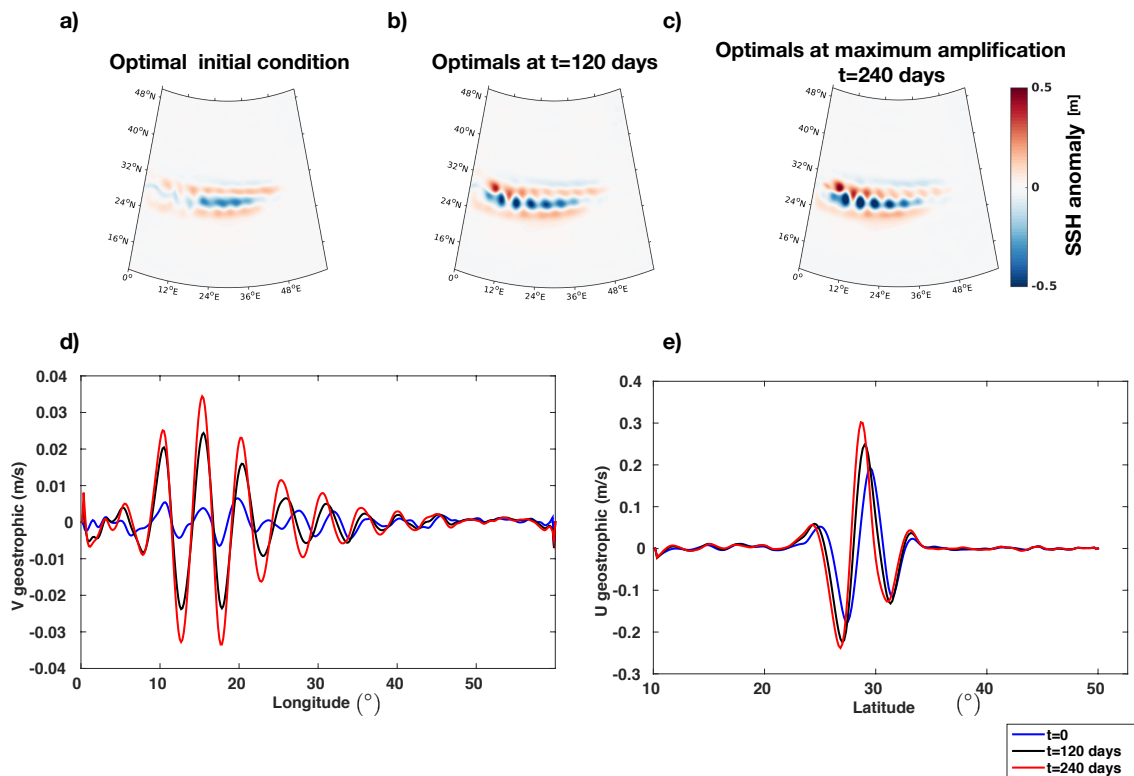 a)
b)
c)
Optimal initial condition
Optimals at t=120 days
Optimals at maximum amplification
t=240 days
48°N
40°N
32°N
24°N
16°N
0°
12°E
24°E
36°E
48°E
48°N
40°N
32°N
24°N
16°N
0°
12°E
24°E
36°E
48°E
48°N
40°N
32°N
24°N
16°N
0°
12°E
24°E
36°E
48°E
0.5
0
-0.5
SSH anomaly [m]
d)
0.04
0.03
0.02
0.01
0
-0.01
-0.02
-0.03
-0.04
V geostrophic (m/s)
0
10
20
30
40
50
Longitude (°)
e)
0.4
0.3
0.2
0.1
0
-0.1
-0.2
-0.3
U geostrophic (m/s)
10
20
30
40
50
Latitude (°)
t=0
t=120 days
t=240 days